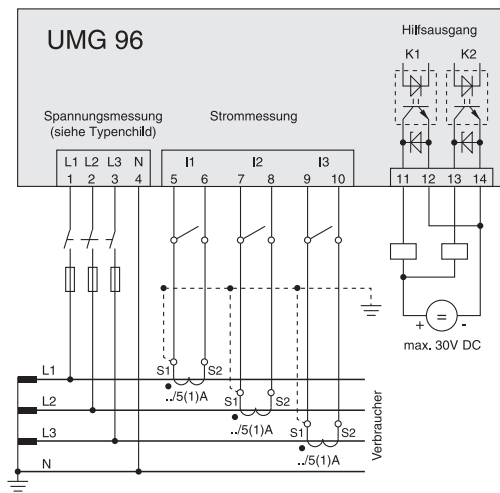 UMG 96
Hilfsausgang
K1 K2
Spannungsmessung
(siehe Typenchild)
Strommessung
L1 L2 L3 N
I1 I2 I3
1 2 3 4 5 6 7 8 9 10 11 12 13 14
+ = -
max. 30V DC
L1
S1 S2
../5(1)A
L2
S1 S2
../5(1)A
L3
S1 S2
../5(1)A
N
Verbraucher